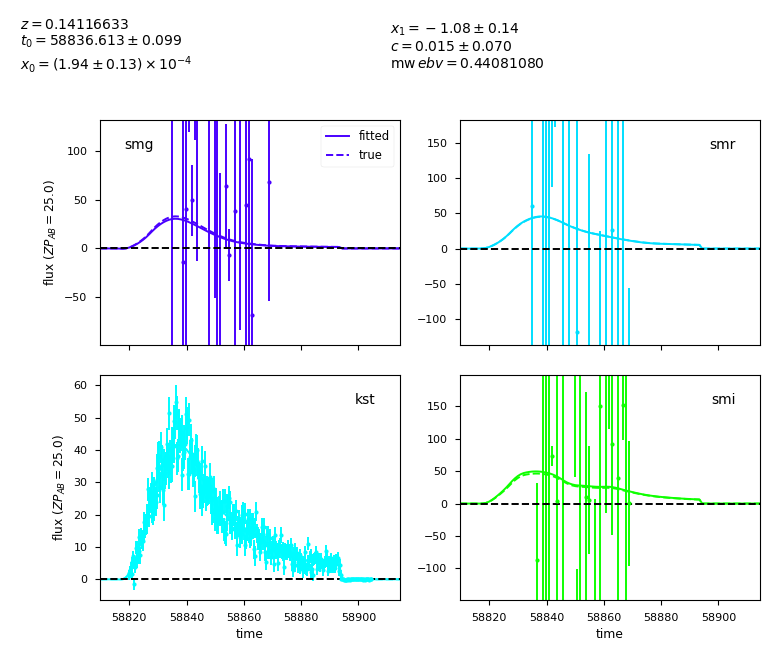 z = 0.14116633
t₀ = 58836.613 ± 0.099
x₀ = (1.94 ± 0.13) × 10⁻⁴
x₁ = −1.08 ± 0.14
c = 0.015 ± 0.070
mw ebv = 0.44081080
smg
fitted
true
100
50
0
−50
flux (ZP_AB = 25.0)
smr
150
100
50
0
−50
−100
kst
60
50
40
30
20
10
0
flux (ZP_AB = 25.0)
58820 58840 58860 58880 58900
time
smi
150
100
50
0
−50
−100
58820 58840 58860 58880 58900
time